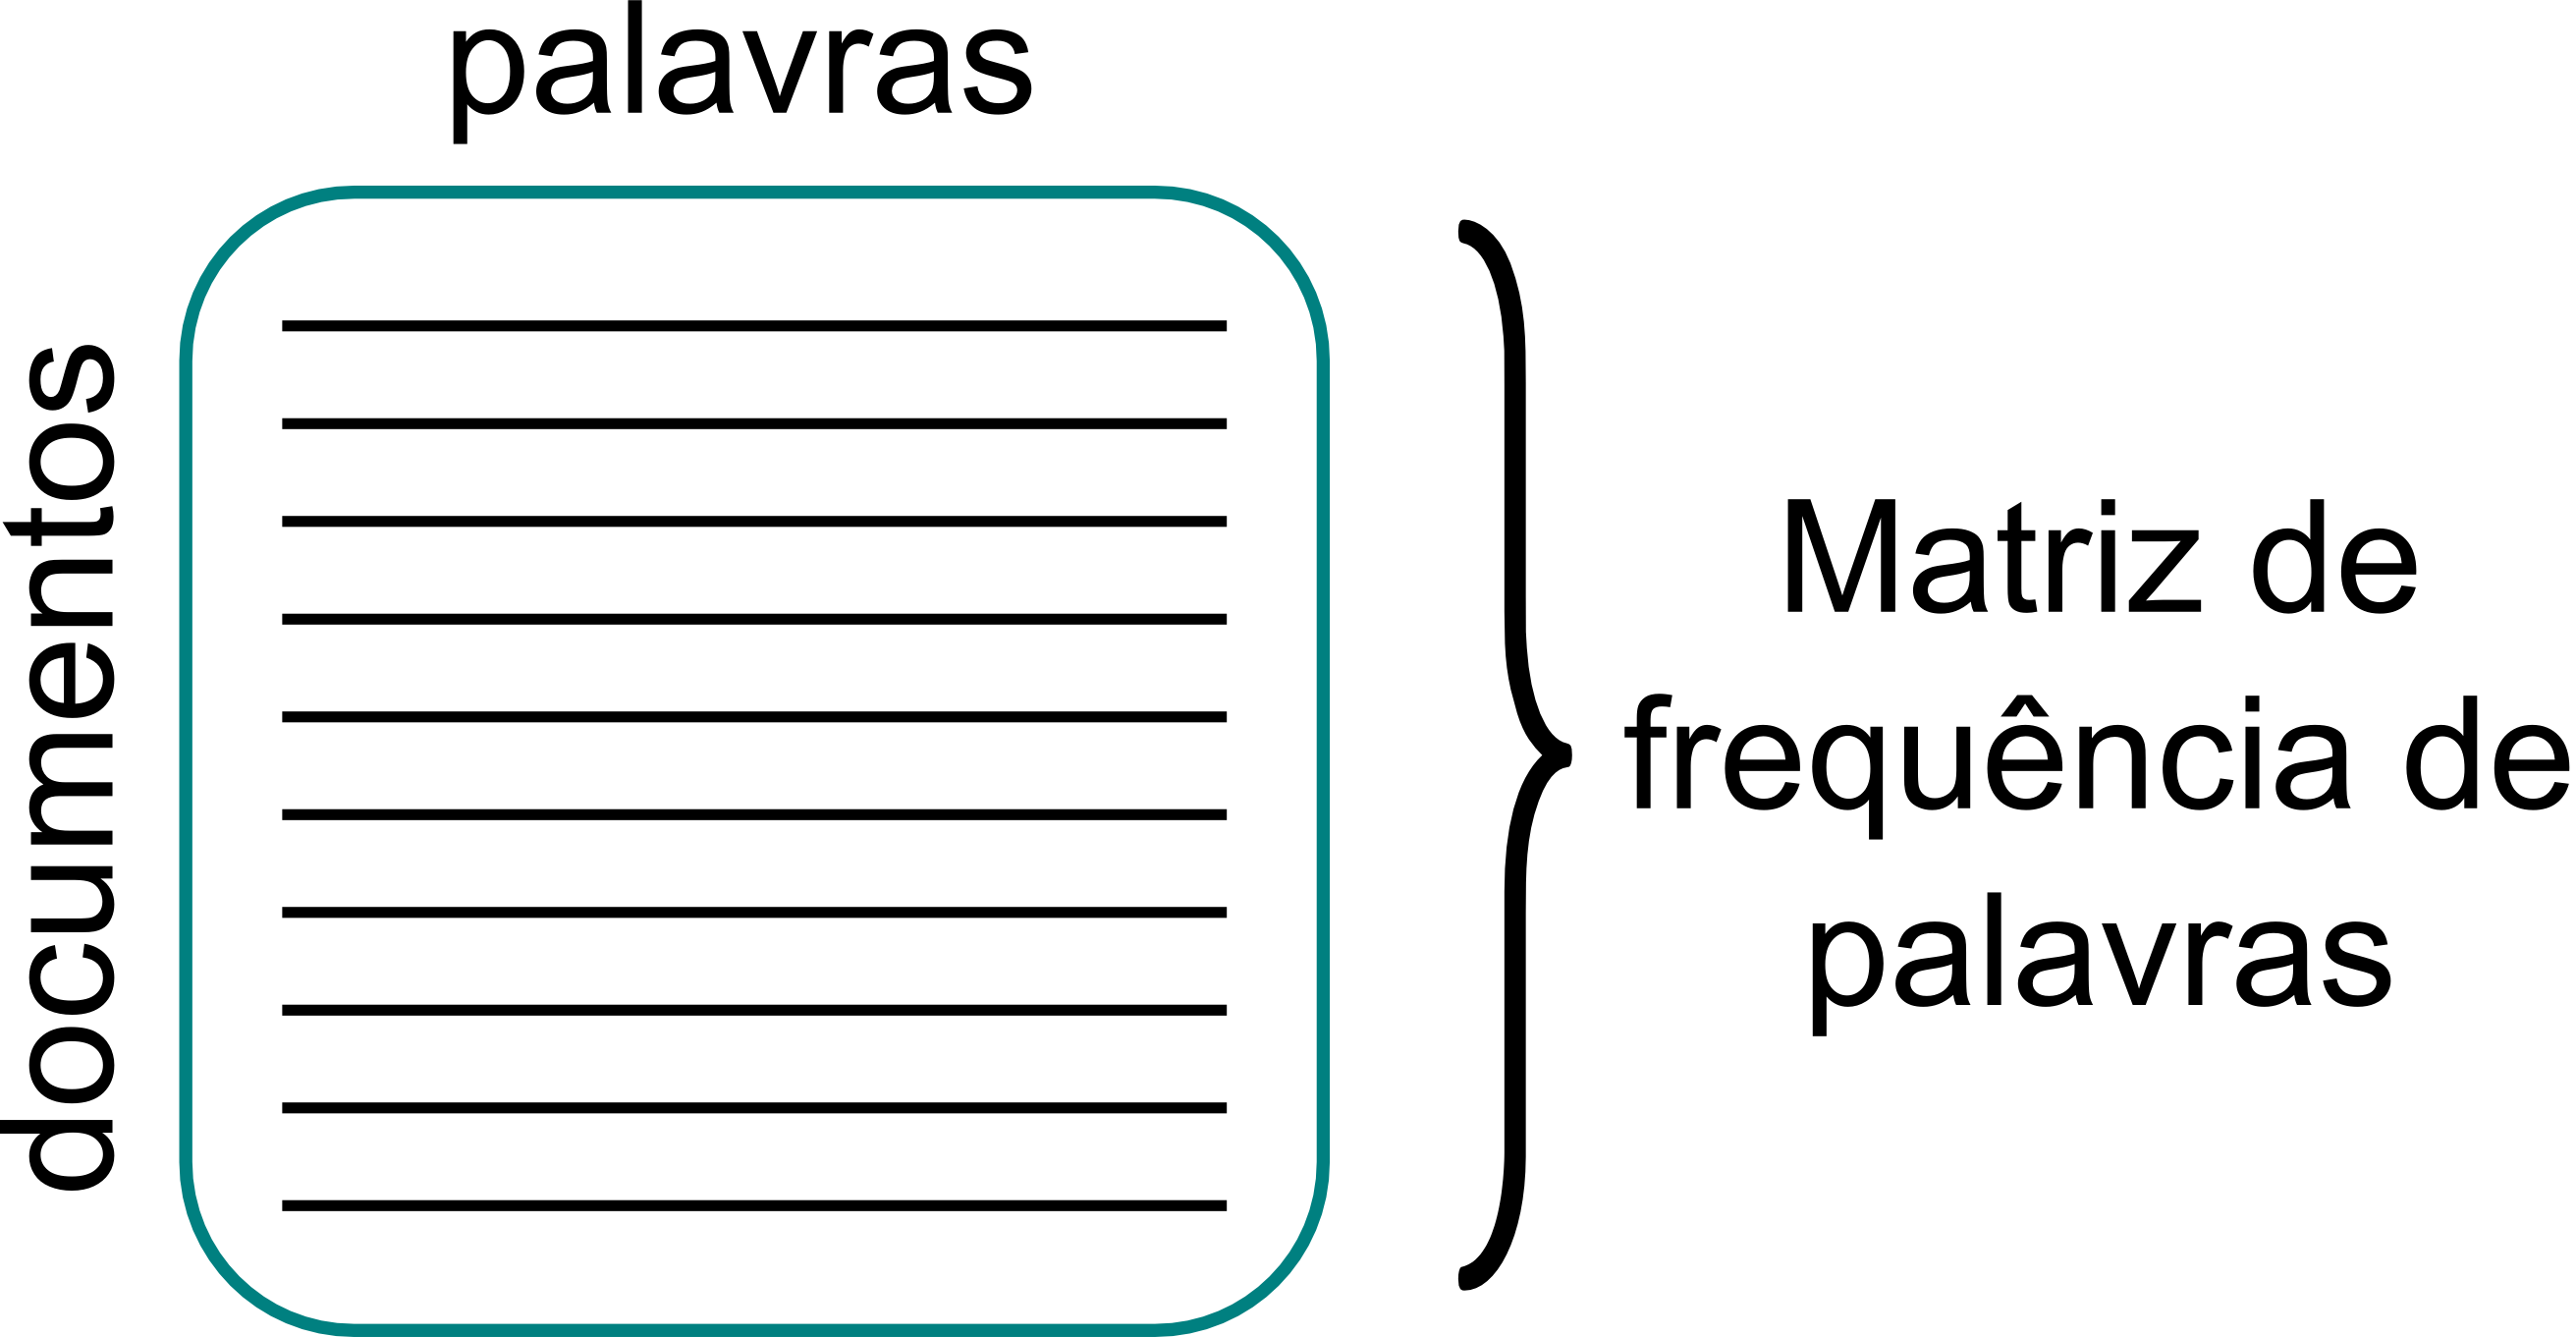 palavras
documentos
Matriz de
frequência de
palavras